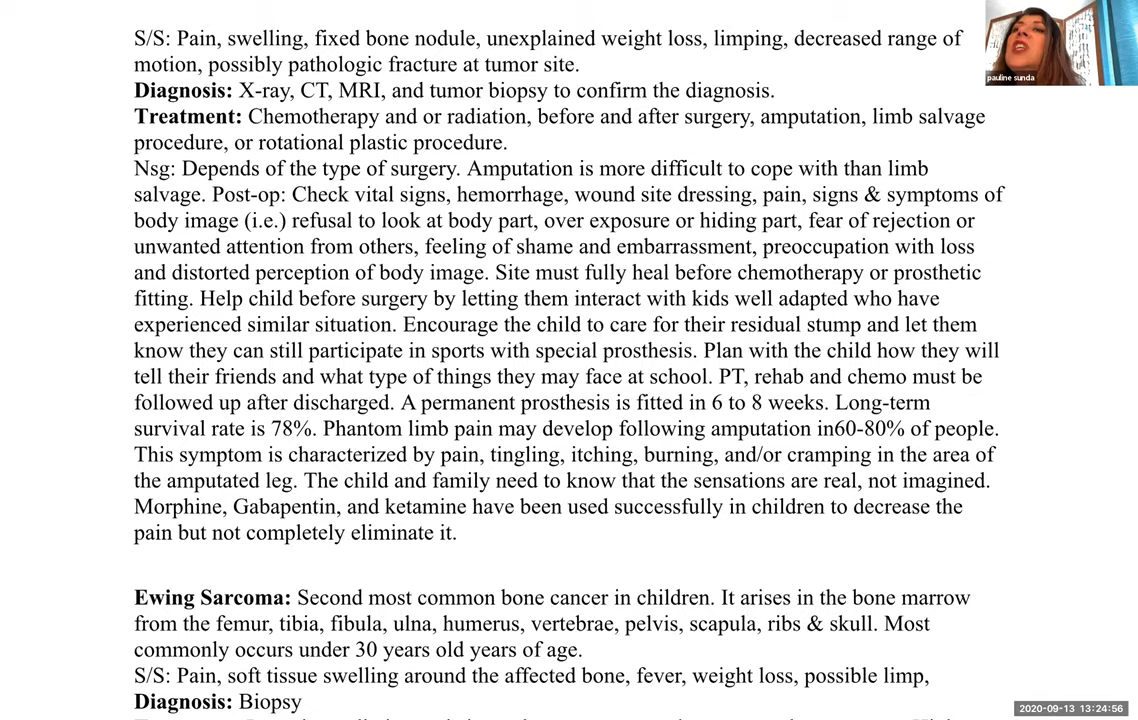 S/S: Pain, swelling, fixed bone nodule, unexplained weight loss, limping, decreased range of
motion, possibly pathologic fracture at tumor site.
Diagnosis: X-ray, CT, MRI, and tumor biopsy to confirm the diagnosis.
Treatment: Chemotherapy and or radiation, before and after surgery, amputation, limb salvage
procedure, or rotational plastic procedure.
Nsg: Depends of the type of surgery. Amputation is more difficult to cope with than limb
salvage. Post-op: Check vital signs, hemorrhage, wound site dressing, pain, signs & symptoms of
body image (i.e.) refusal to look at body part, over exposure or hiding part, fear of rejection or
unwanted attention from others, feeling of shame and embarrassment, preoccupation with loss
and distorted perception of body image. Site must fully heal before chemotherapy or prosthetic
fitting. Help child before surgery by letting them interact with kids well adapted who have
experienced similar situation. Encourage the child to care for their residual stump and let them
know they can still participate in sports with special prosthesis. Plan with the child how they will
tell their friends and what type of things they may face at school. PT, rehab and chemo must be
followed up after discharged. A permanent prosthesis is fitted in 6 to 8 weeks. Long-term
survival rate is 78%. Phantom limb pain may develop following amputation in60-80% of people.
This symptom is characterized by pain, tingling, itching, burning, and/or cramping in the area of
the amputated leg. The child and family need to know that the sensations are real, not imagined.
Morphine, Gabapentin, and ketamine have been used successfully in children to decrease the
pain but not completely eliminate it.
Ewing Sarcoma: Second most common bone cancer in children. It arises in the bone marrow
from the femur, tibia, fibula, ulna, humerus, vertebrae, pelvis, scapula, ribs & skull. Most
commonly occurs under 30 years old years of age.
S/S: Pain, soft tissue swelling around the affected bone, fever, weight loss, possible limp,
Diagnosis: Biopsy
pauline sunda
2020-09-13 13:24:56